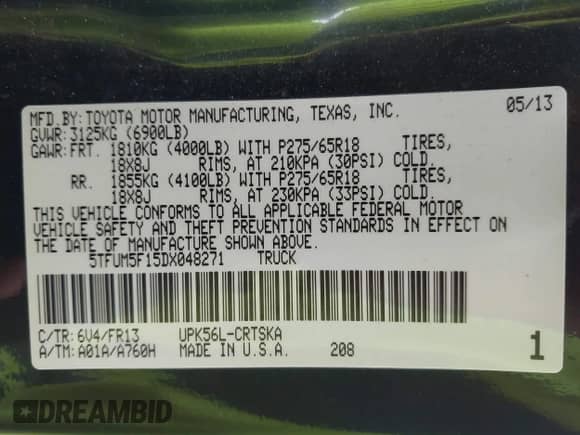 MFD.BY:TOYOTA MOTOR MANUFACTURING, TEXAS, INC. 05/13
GVWR:3125KG (6900LB)
GAWR:FRT. 1810KG (4000LB) WITH P275/65R18 TIRES,
18X8J RIMS, AT 210KPA (30PSI) COLD.
RR. 1855KG (4100LB) WITH P275/65R18 TIRES,
18X8J RIMS, AT 230KPA (33PSI) COLD.
THIS VEHICLE CONFORMS TO ALL APPLICABLE FEDERAL MOTOR
VEHICLE SAFETY AND THEFT PREVENTION STANDARDS IN EFFECT ON
THE DATE OF MANUFACTURE SHOWN ABOVE.
5TFUM5F15DX048271 TRUCK
C/TR:6V4/FR13 UPK56L-CRTSKA
A/TM:A01A/A760H MADE IN U.S.A. 208 1
DREAMBID